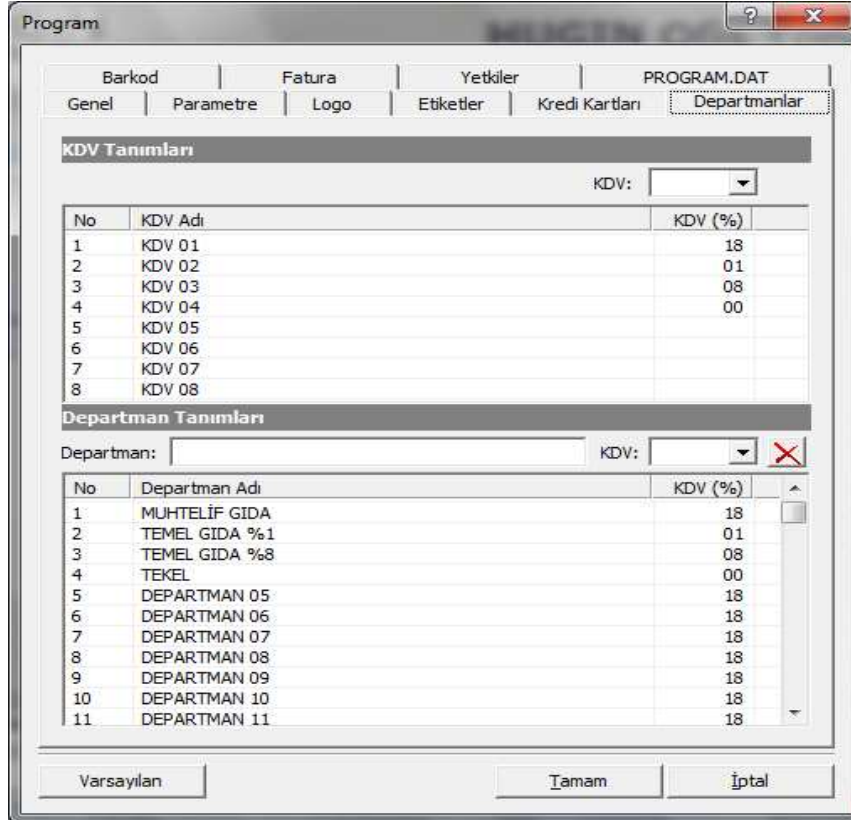 Program
Barkod Fatura Yetkiler PROGRAM.DAT
Genel Parametre Logo Etiketler Kredi Kartları Departmanlar
KDV Tanımları
KDV:
No KDV Adı KDV (%)
1 KDV 01 18
2 KDV 02 01
3 KDV 03 08
4 KDV 04 00
5 KDV 05
6 KDV 06
7 KDV 07
8 KDV 08
Departman Tanımları
Departman: KDV:
No Departman Adı KDV (%)
1 MUHTELİF GIDA 18
2 TEMEL GIDA %1 01
3 TEMEL GIDA %8 08
4 TEKEL 00
5 DEPARTMAN 05 18
6 DEPARTMAN 06 18
7 DEPARTMAN 07 18
8 DEPARTMAN 08 18
9 DEPARTMAN 09 18
10 DEPARTMAN 10 18
11 DEPARTMAN 11 18
Varsayılan Tamam İptal